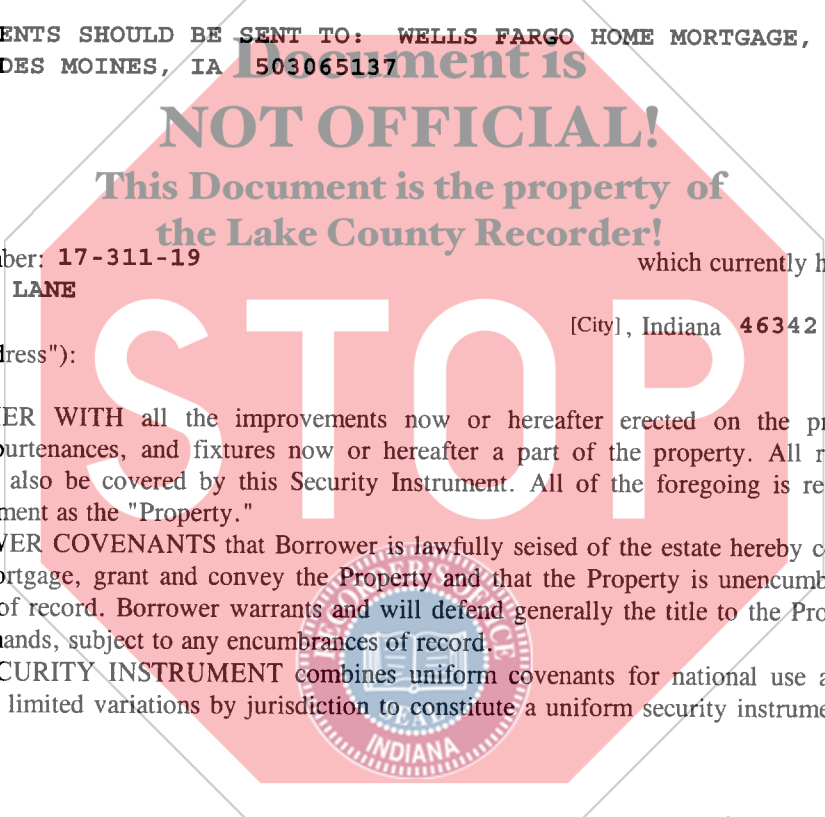 ENTS SHOULD BE SENT TO: WELLS FARGO HOME MORTGAGE,
DES MOINES, IA 503065137
Document is
NOT OFFICIAL!
This Document is the property of
the Lake County Recorder!
ber: 17-311-19 which currently h
LANE
[City], Indiana 46342
dress"):
STOP
ER WITH all the improvements now or hereafter erected on the pr
purtenances, and fixtures now or hereafter a part of the property. All r
also be covered by this Security Instrument. All of the foregoing is re
ment as the "Property."
VER COVENANTS that Borrower is lawfully seised of the estate hereby c
ortgage, grant and convey the Property and that the Property is unencumb
of record. Borrower warrants and will defend generally the title to the Pro
mands, subject to any encumbrances of record.
CURITY INSTRUMENT combines uniform covenants for national use a
limited variations by jurisdiction to constitute a uniform security instrume
RECORDER'S OFFICE
SEAL
INDIANA